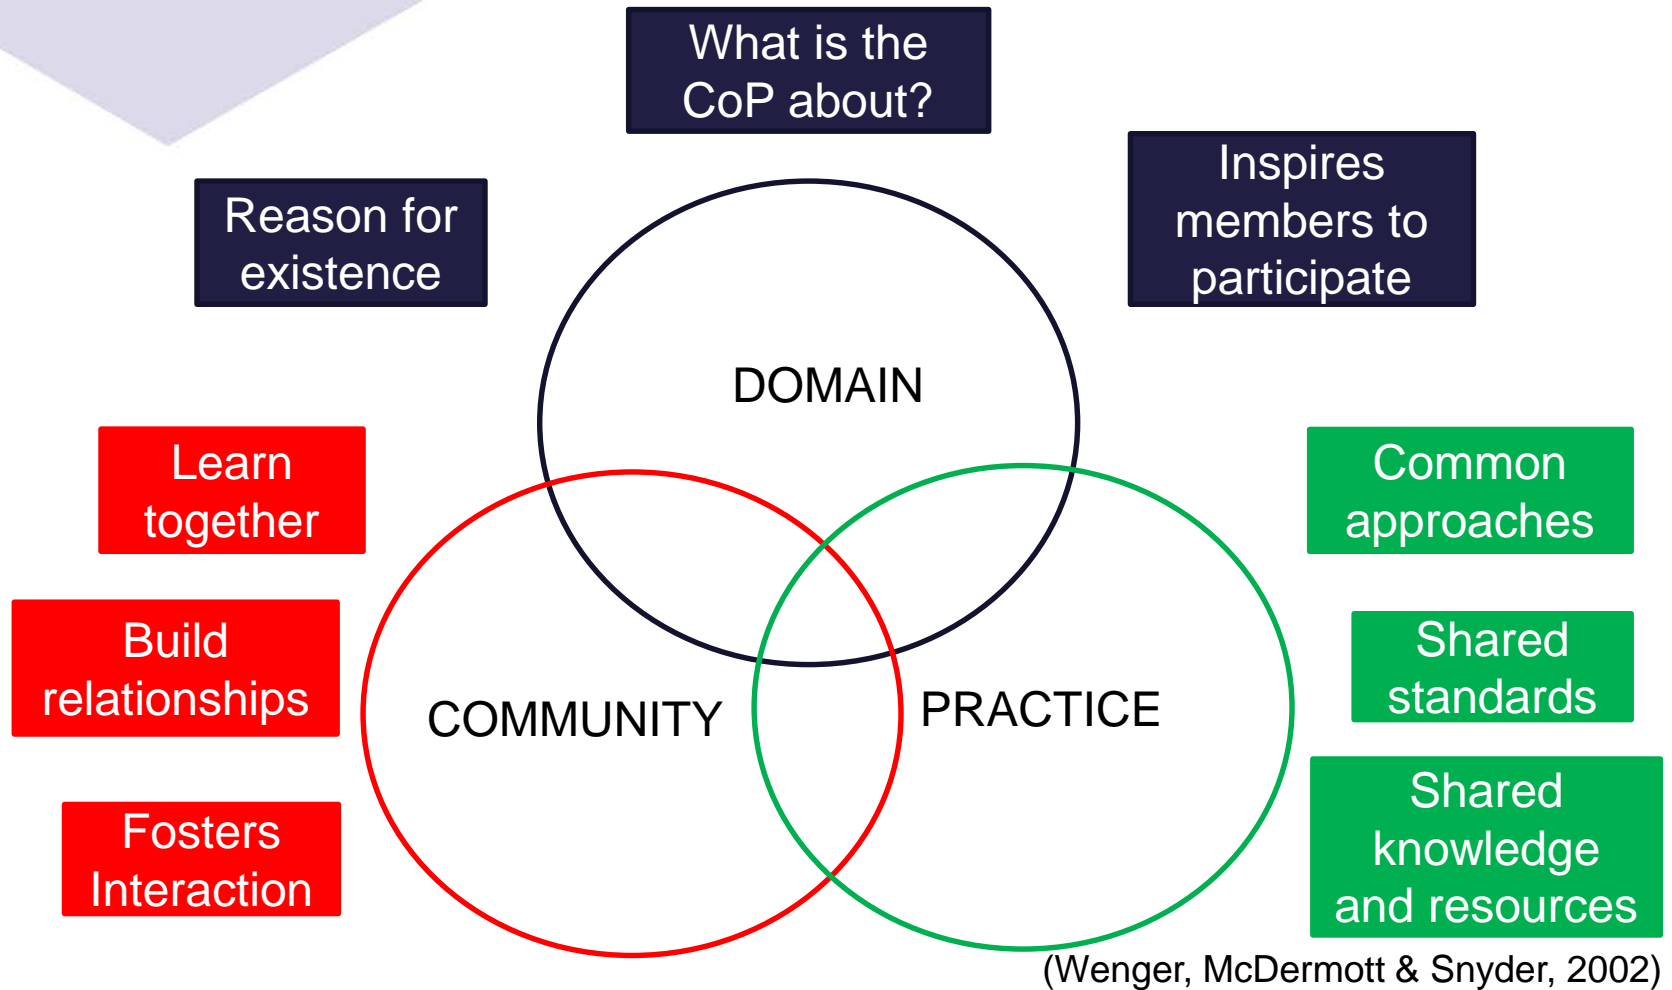 What is the
CoP about?
Reason for
existence
Inspires
members to
participate
DOMAIN
Learn
together
Build
relationships
Fosters
Interaction
COMMUNITY
PRACTICE
Common
approaches
Shared
standards
Shared
knowledge
and resources
(Wenger, McDermott & Snyder, 2002)